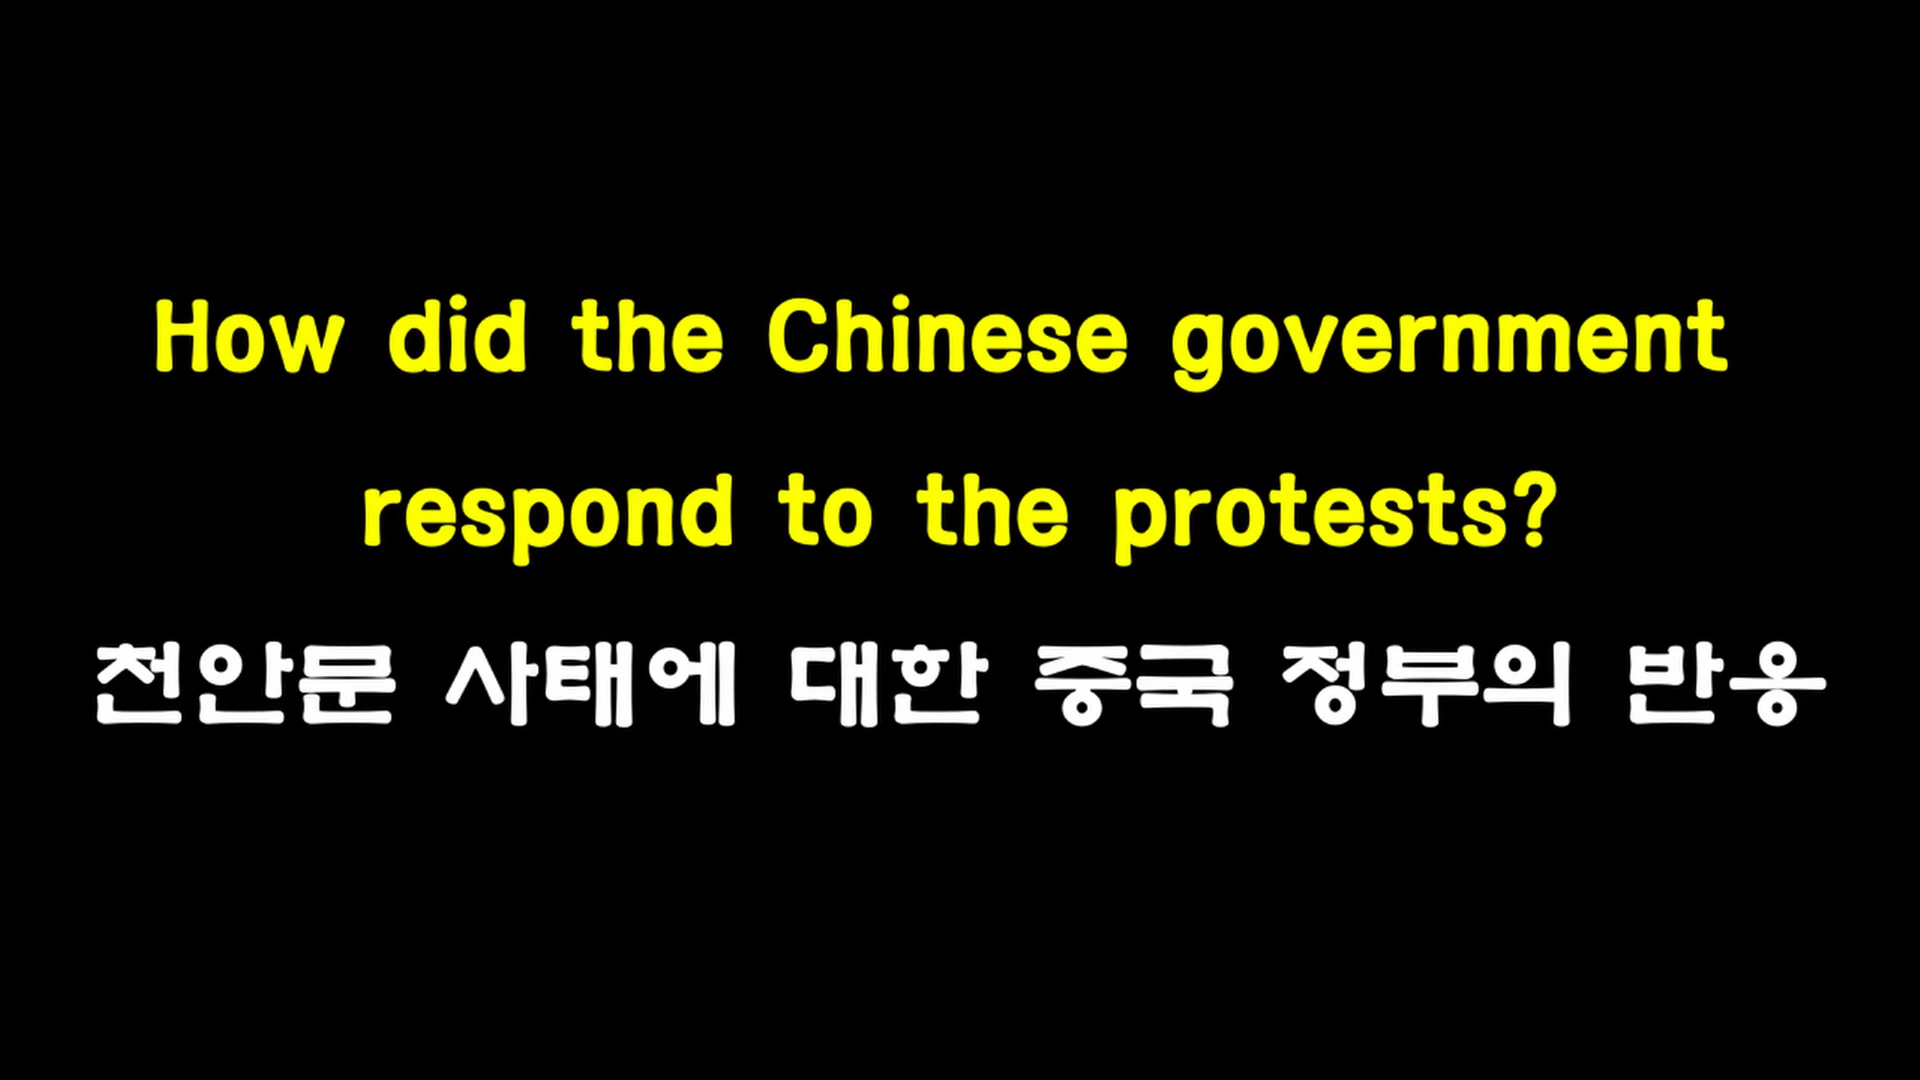 How did the Chinese government
respond to the protests?
천안문 사태에 대한 중국 정부의 반응